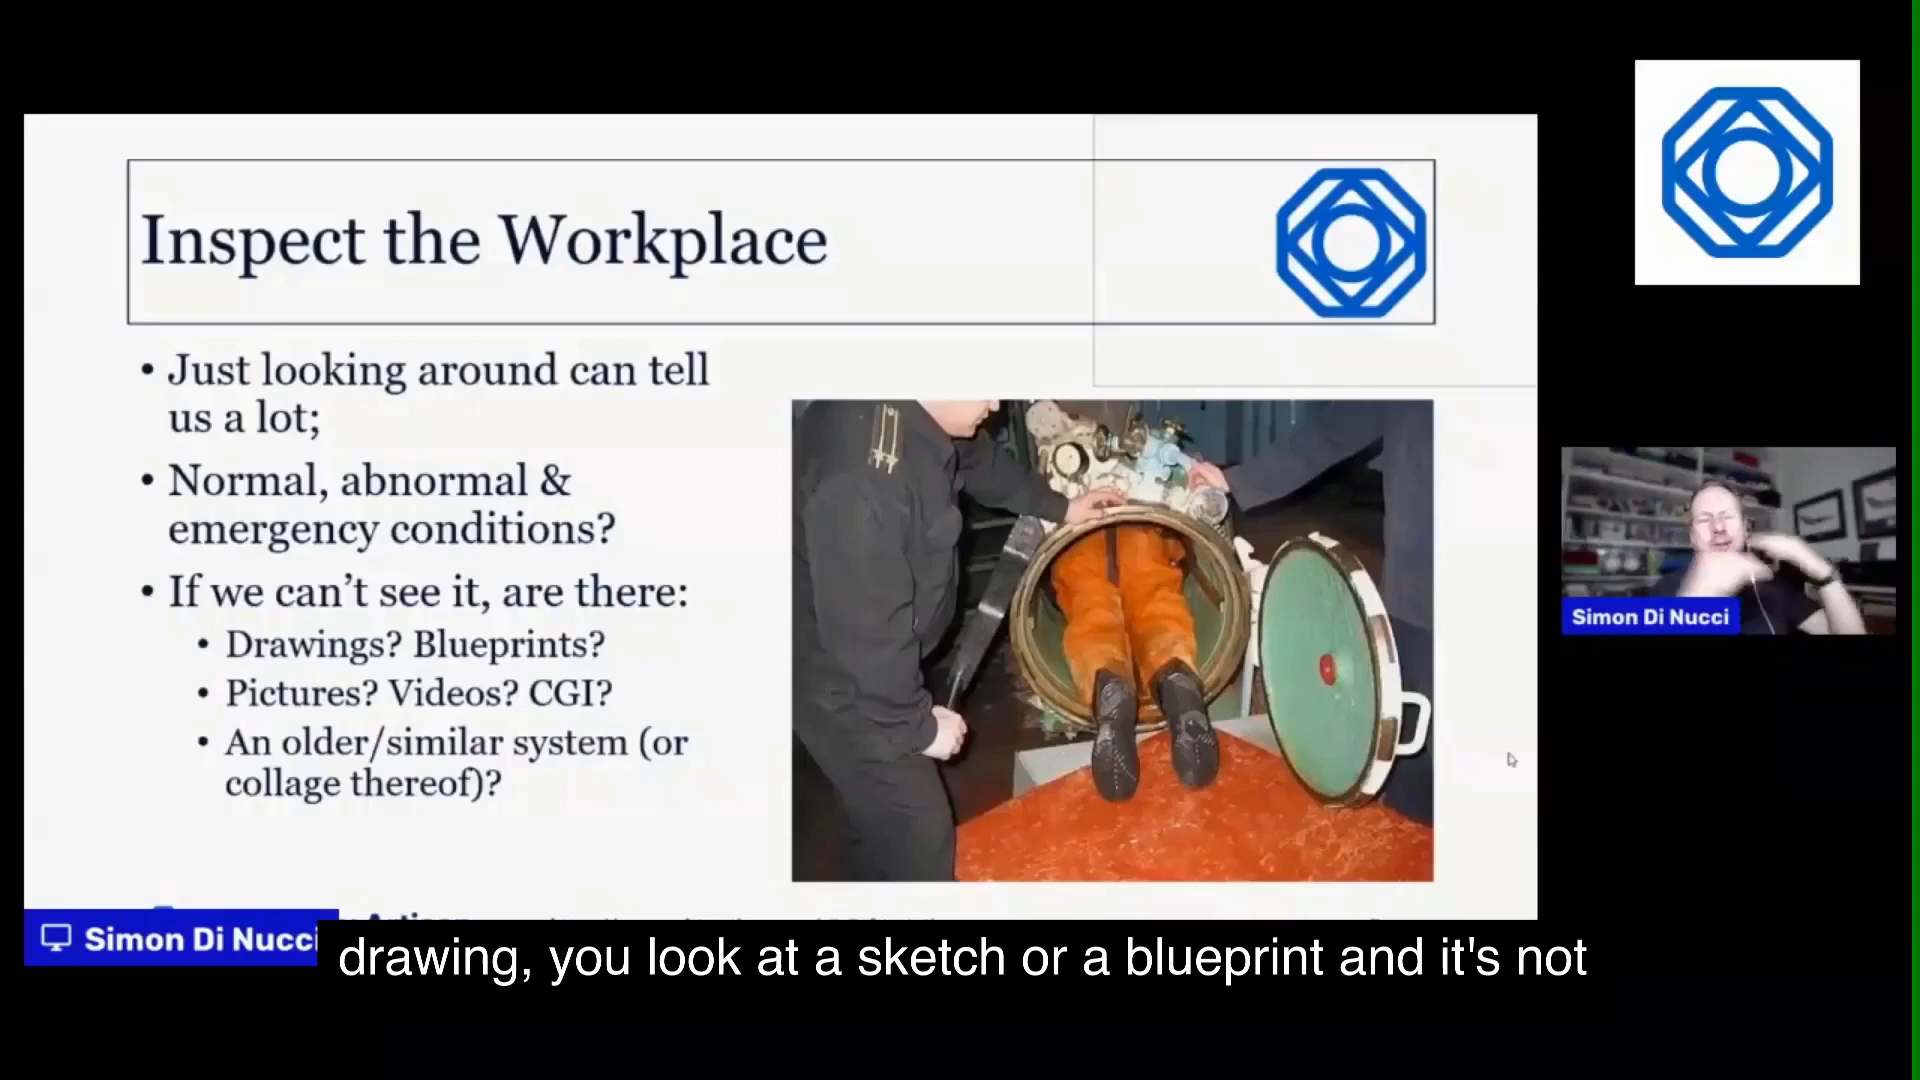 Inspect the Workplace
• Just looking around can tell
us a lot;
• Normal, abnormal &
emergency conditions?
• If we can’t see it, are there:
• Drawings? Blueprints?
• Pictures? Videos? CGI?
• An older/similar system (or
collage thereof)?
Simon Di Nucci
Simon Di Nucci
drawing, you look at a sketch or a blueprint and it's not